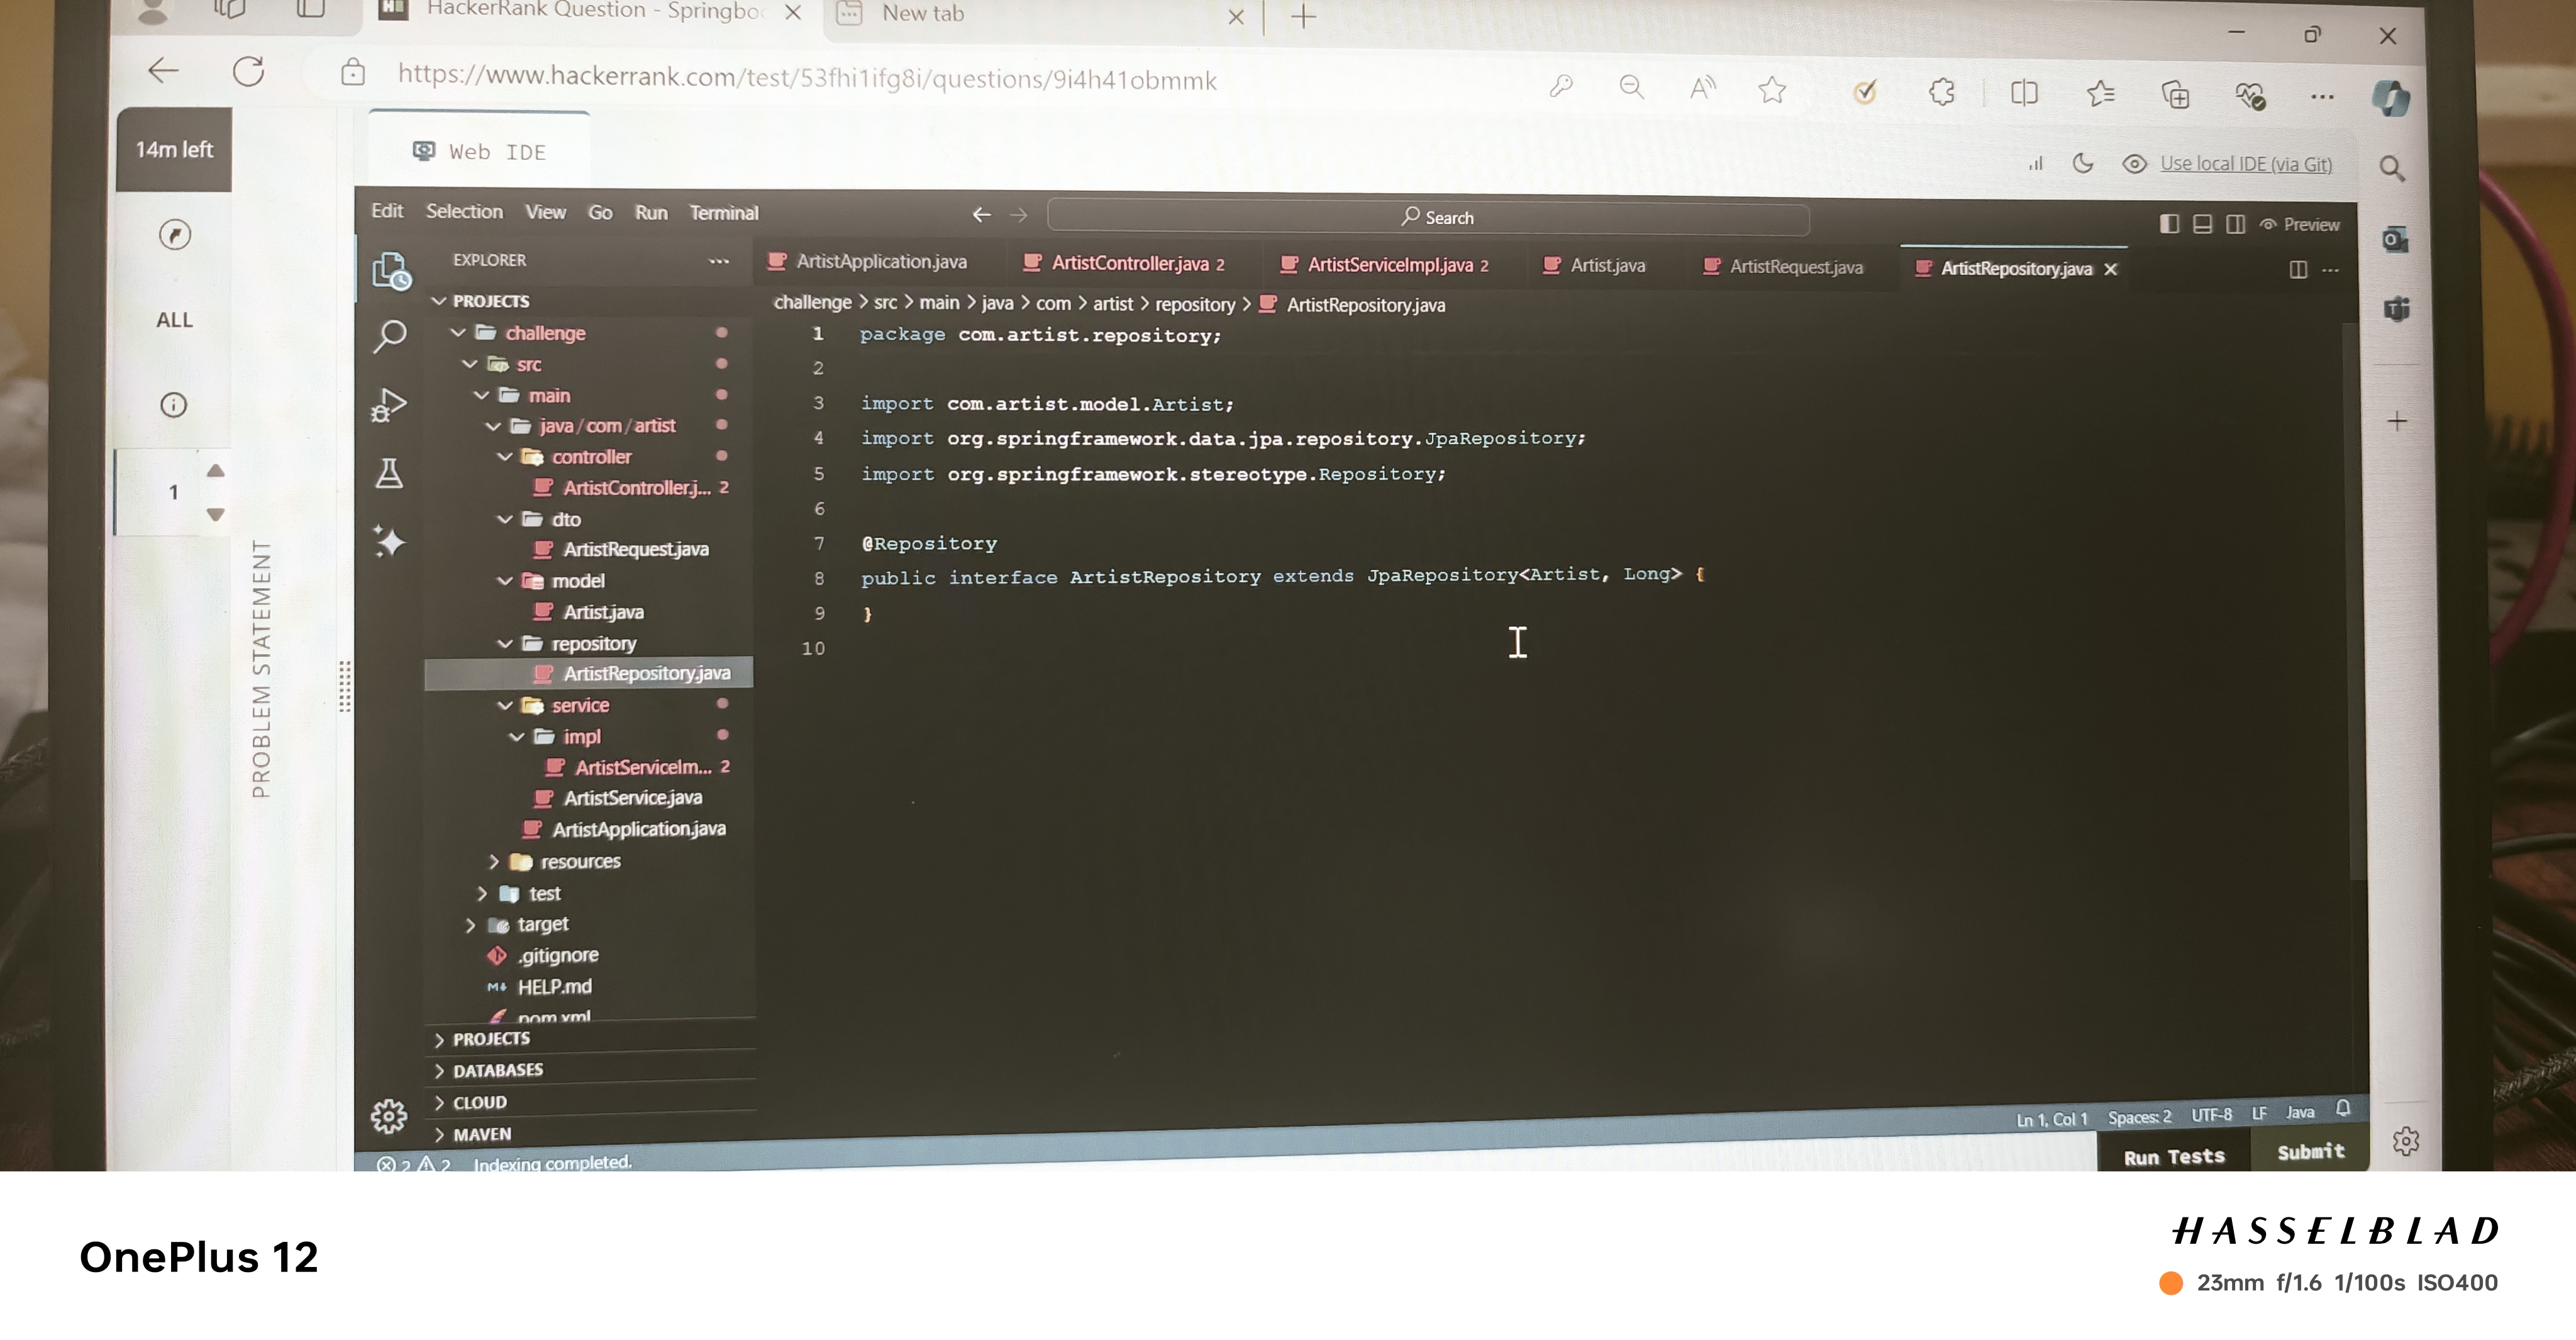 HackerRank Question - Springbo
New tab
https://www.hackerrank.com/test/53fhi1ifg8i/questions/9i4h41obmmk
14m left
Web IDE
Use local IDE (via Git)
Edit Selection View Go Run Terminal
Search
Preview
EXPLORER
ArtistApplication.java
ArtistController.java 2
ArtistServiceImpl.java 2
Artist.java
ArtistRequest.java
ArtistRepository.java
PROJECTS
challenge > src > main > java > com > artist > repository > ArtistRepository.java
ALL
1
PROBLEM STATEMENT
challenge
src
main
java/com/artist
controller
ArtistController.j... 2
dto
ArtistRequest.java
model
Artist.java
repository
ArtistRepository.java
service
impl
ArtistServiceIm... 2
ArtistService.java
ArtistApplication.java
resources
test
target
.gitignore
HELP.md
pom.xml
PROJECTS
DATABASES
CLOUD
MAVEN
1 package com.artist.repository;
2
3 import com.artist.model.Artist;
4 import org.springframework.data.jpa.repository.JpaRepository;
5 import org.springframework.stereotype.Repository;
6
7 @Repository
8 public interface ArtistRepository extends JpaRepository<Artist, Long> {
9 }
10
Ln 1, Col 1 Spaces: 2 UTF-8 LF Java
2 2 Indexing completed.
Run Tests
Submit
OnePlus 12
HASSELBLAD
23mm f/1.6 1/100s ISO400